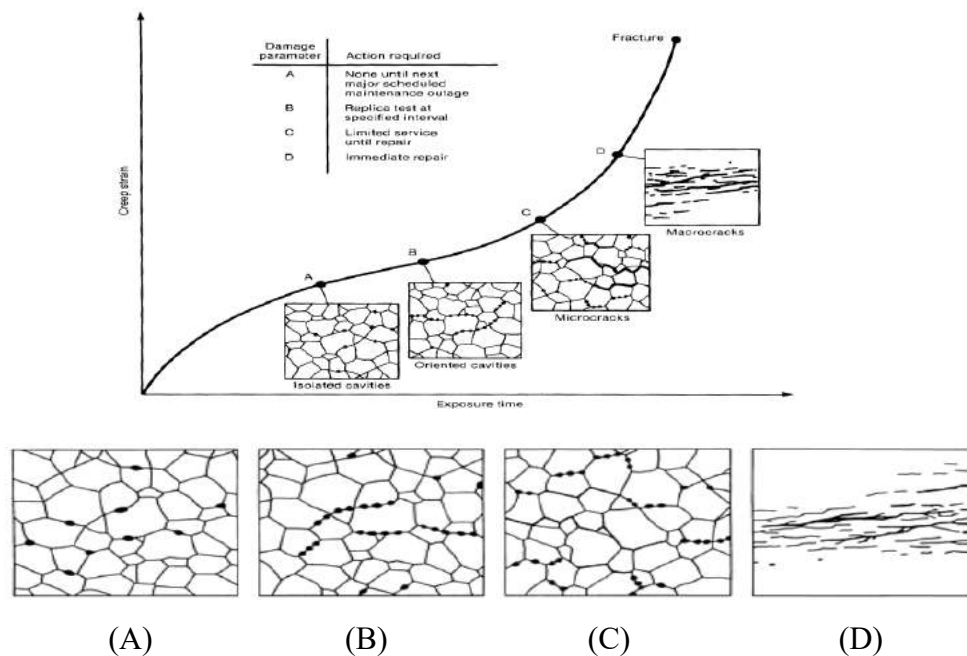 Fracture
Damage parameter
Action required
A
None until next
major scheduled
maintenance outage
B
Replica test at
specified interval
C
Limited service
until repair
D
Immediate repair
Creep strain
A
B
C
D
Isolated cavities
Oriented cavities
Microcracks
Macrocracks
Exposure time
(A)
(B)
(C)
(D)